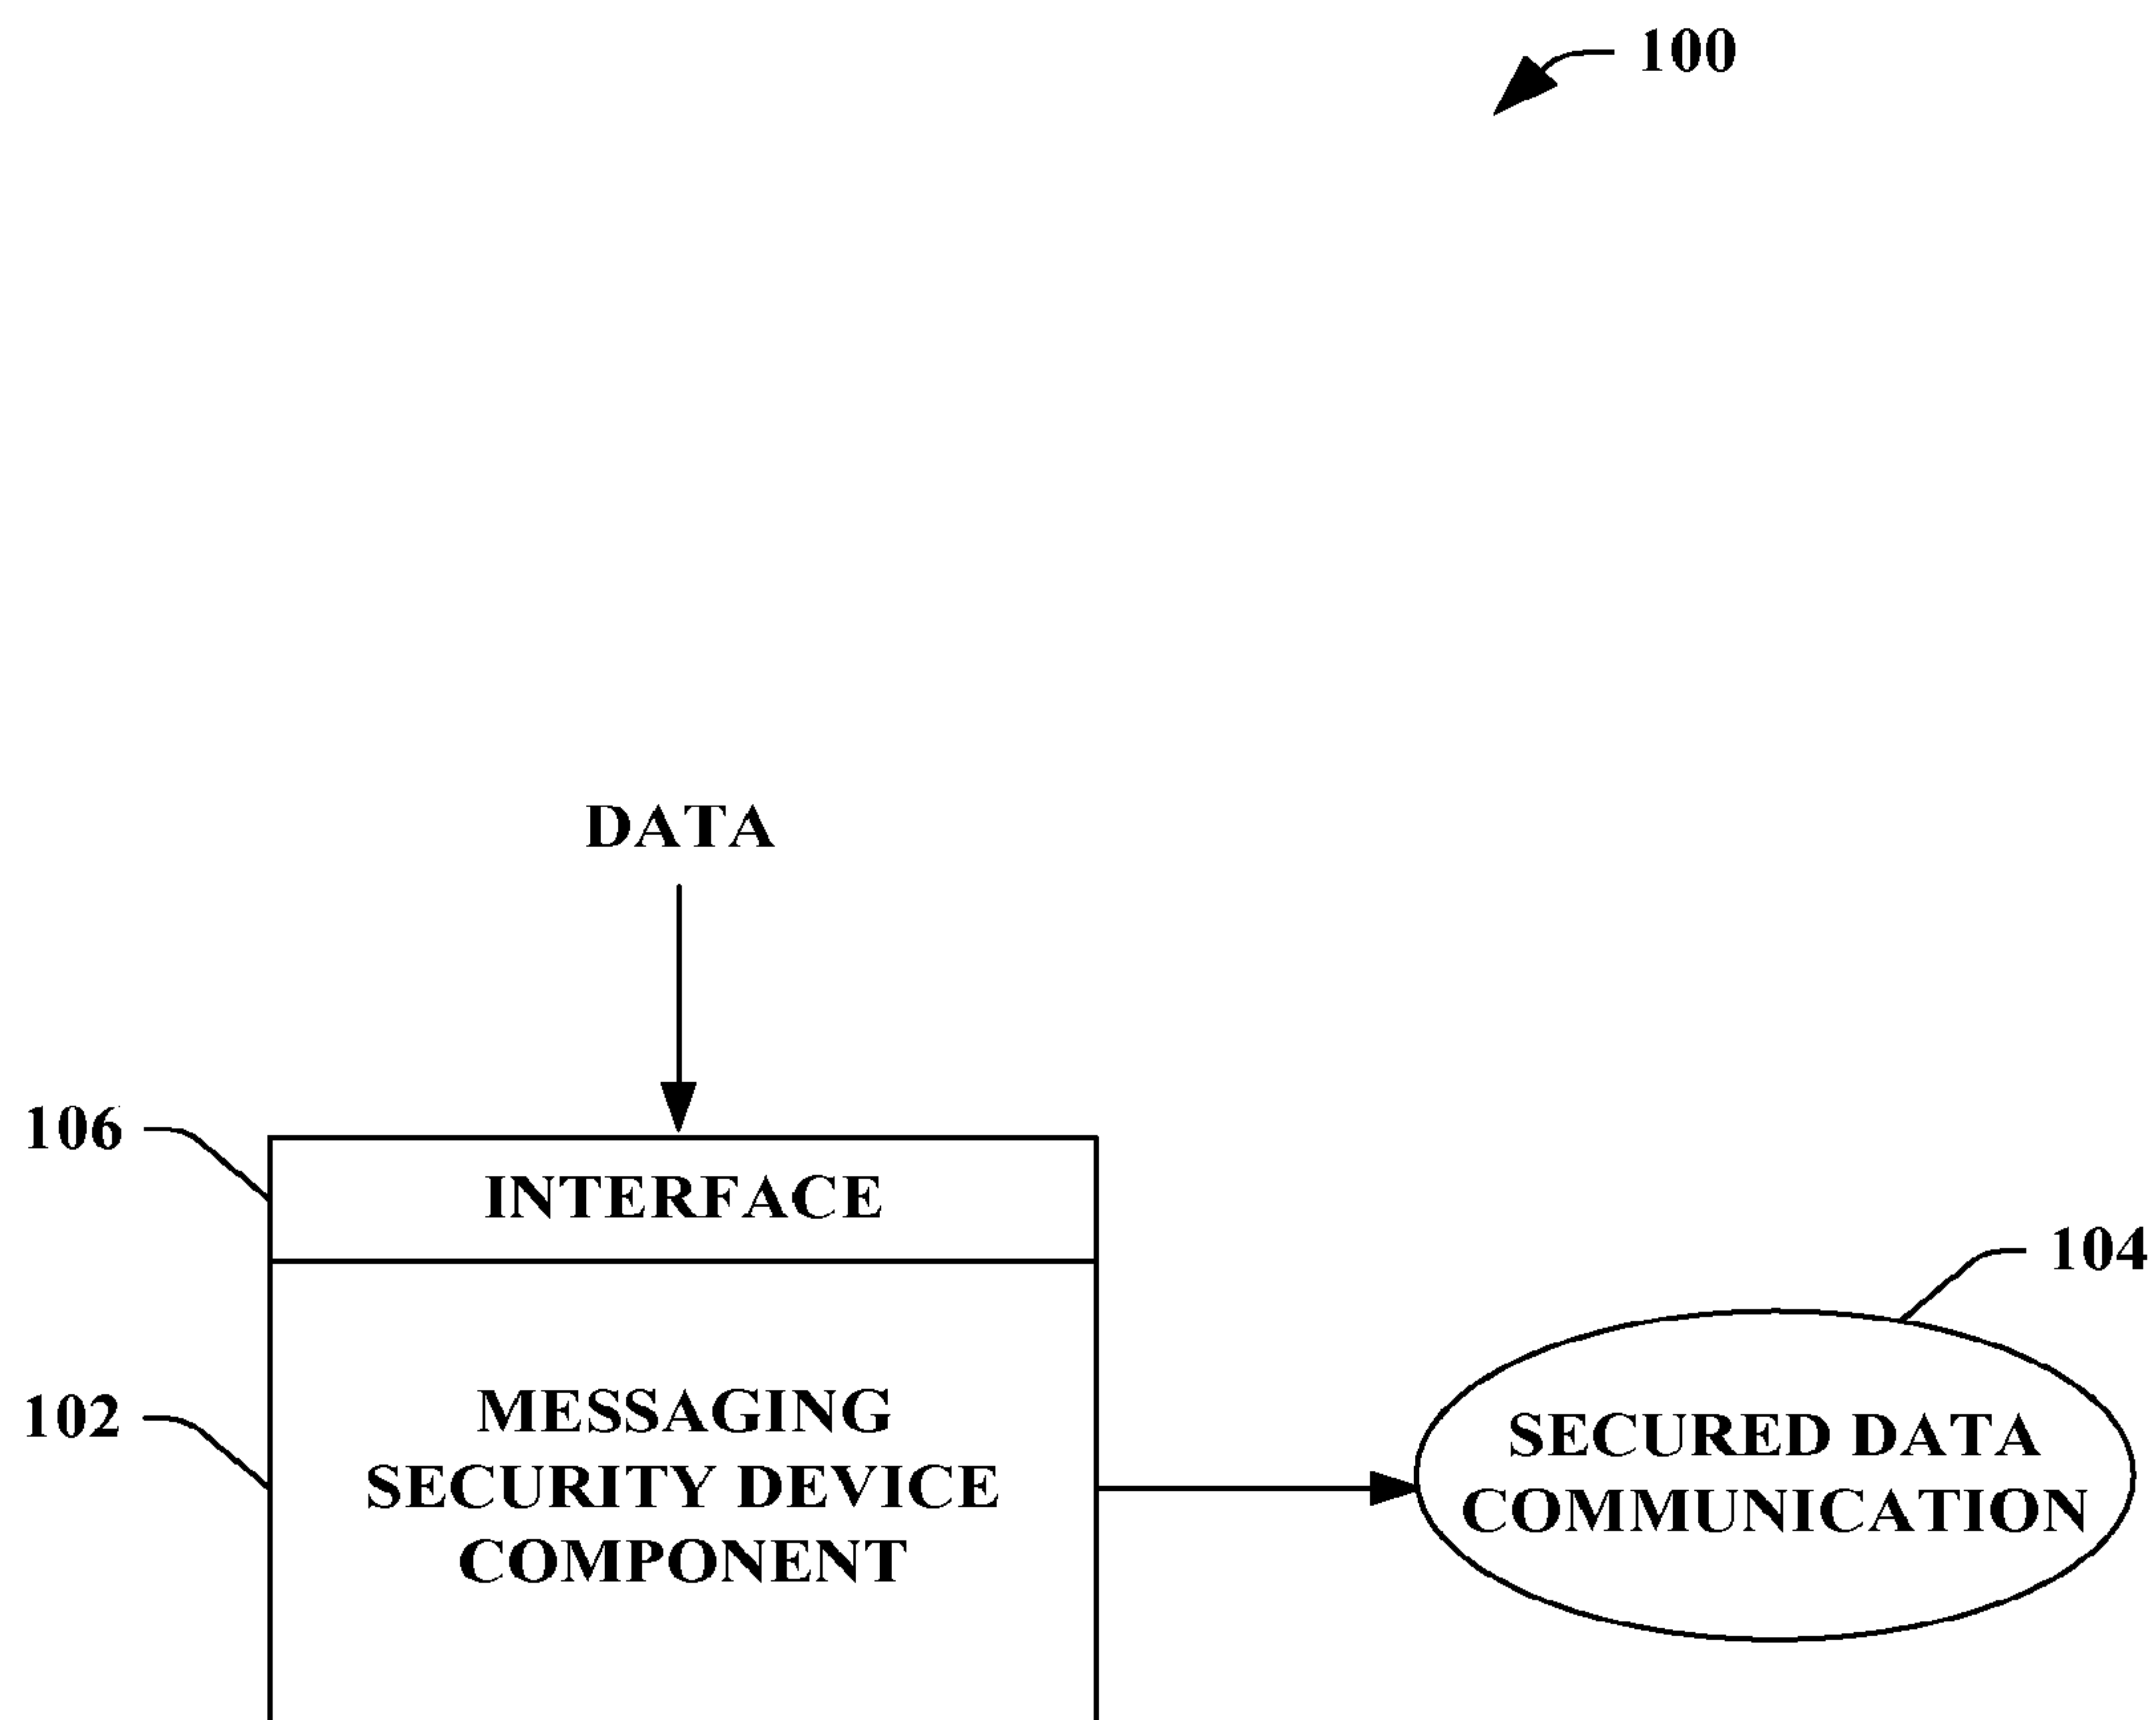 100
DATA
106
INTERFACE
104
102
MESSAGING
SECURITY DEVICE
COMPONENT
SECURED DATA
COMMUNICATION